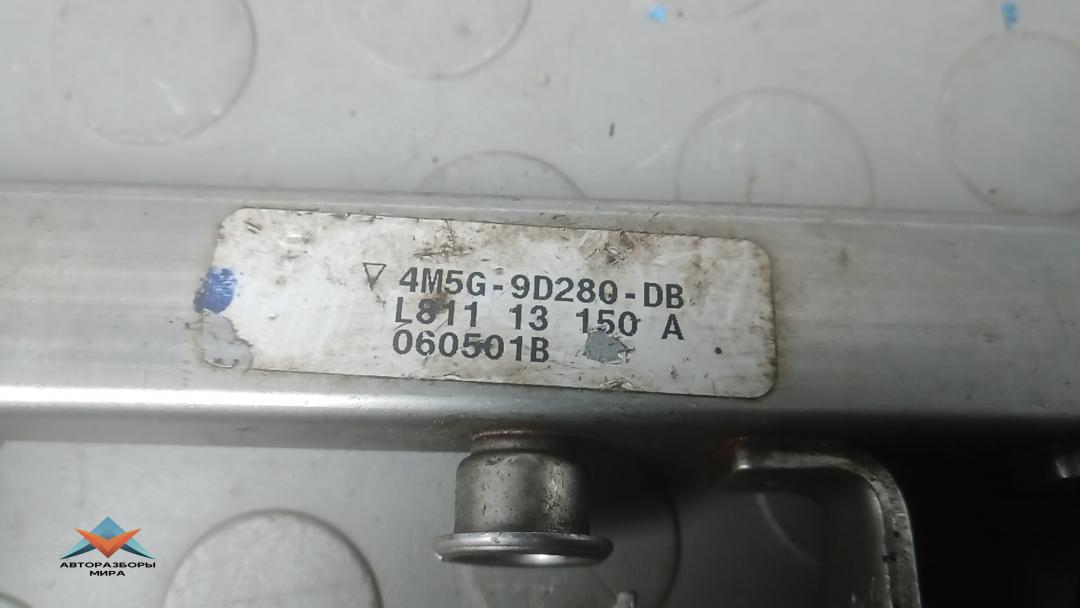 4M5G-9D280-DB
L811 13 150 A
060501B
АВТОРАЗБОРЫ
МИРА